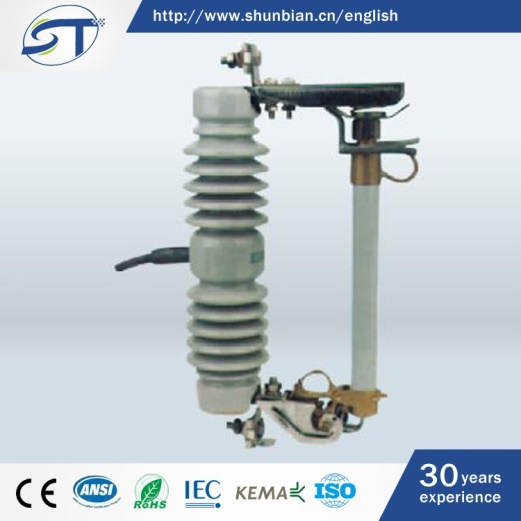 ST
http://www.shunbian.cn/english
CE ANSI RoHS IEC KEMA ISO
30 years
experience